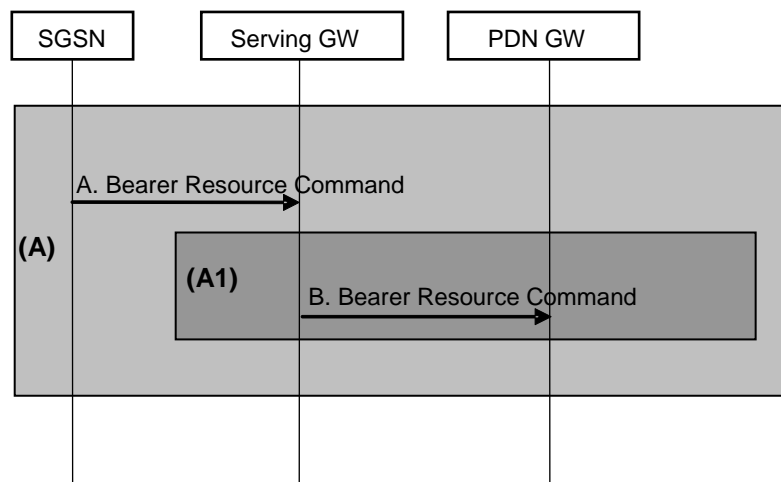 SGSN
Serving GW
PDN GW
A. Bearer Resource Command
(A)
(A1)
B. Bearer Resource Command